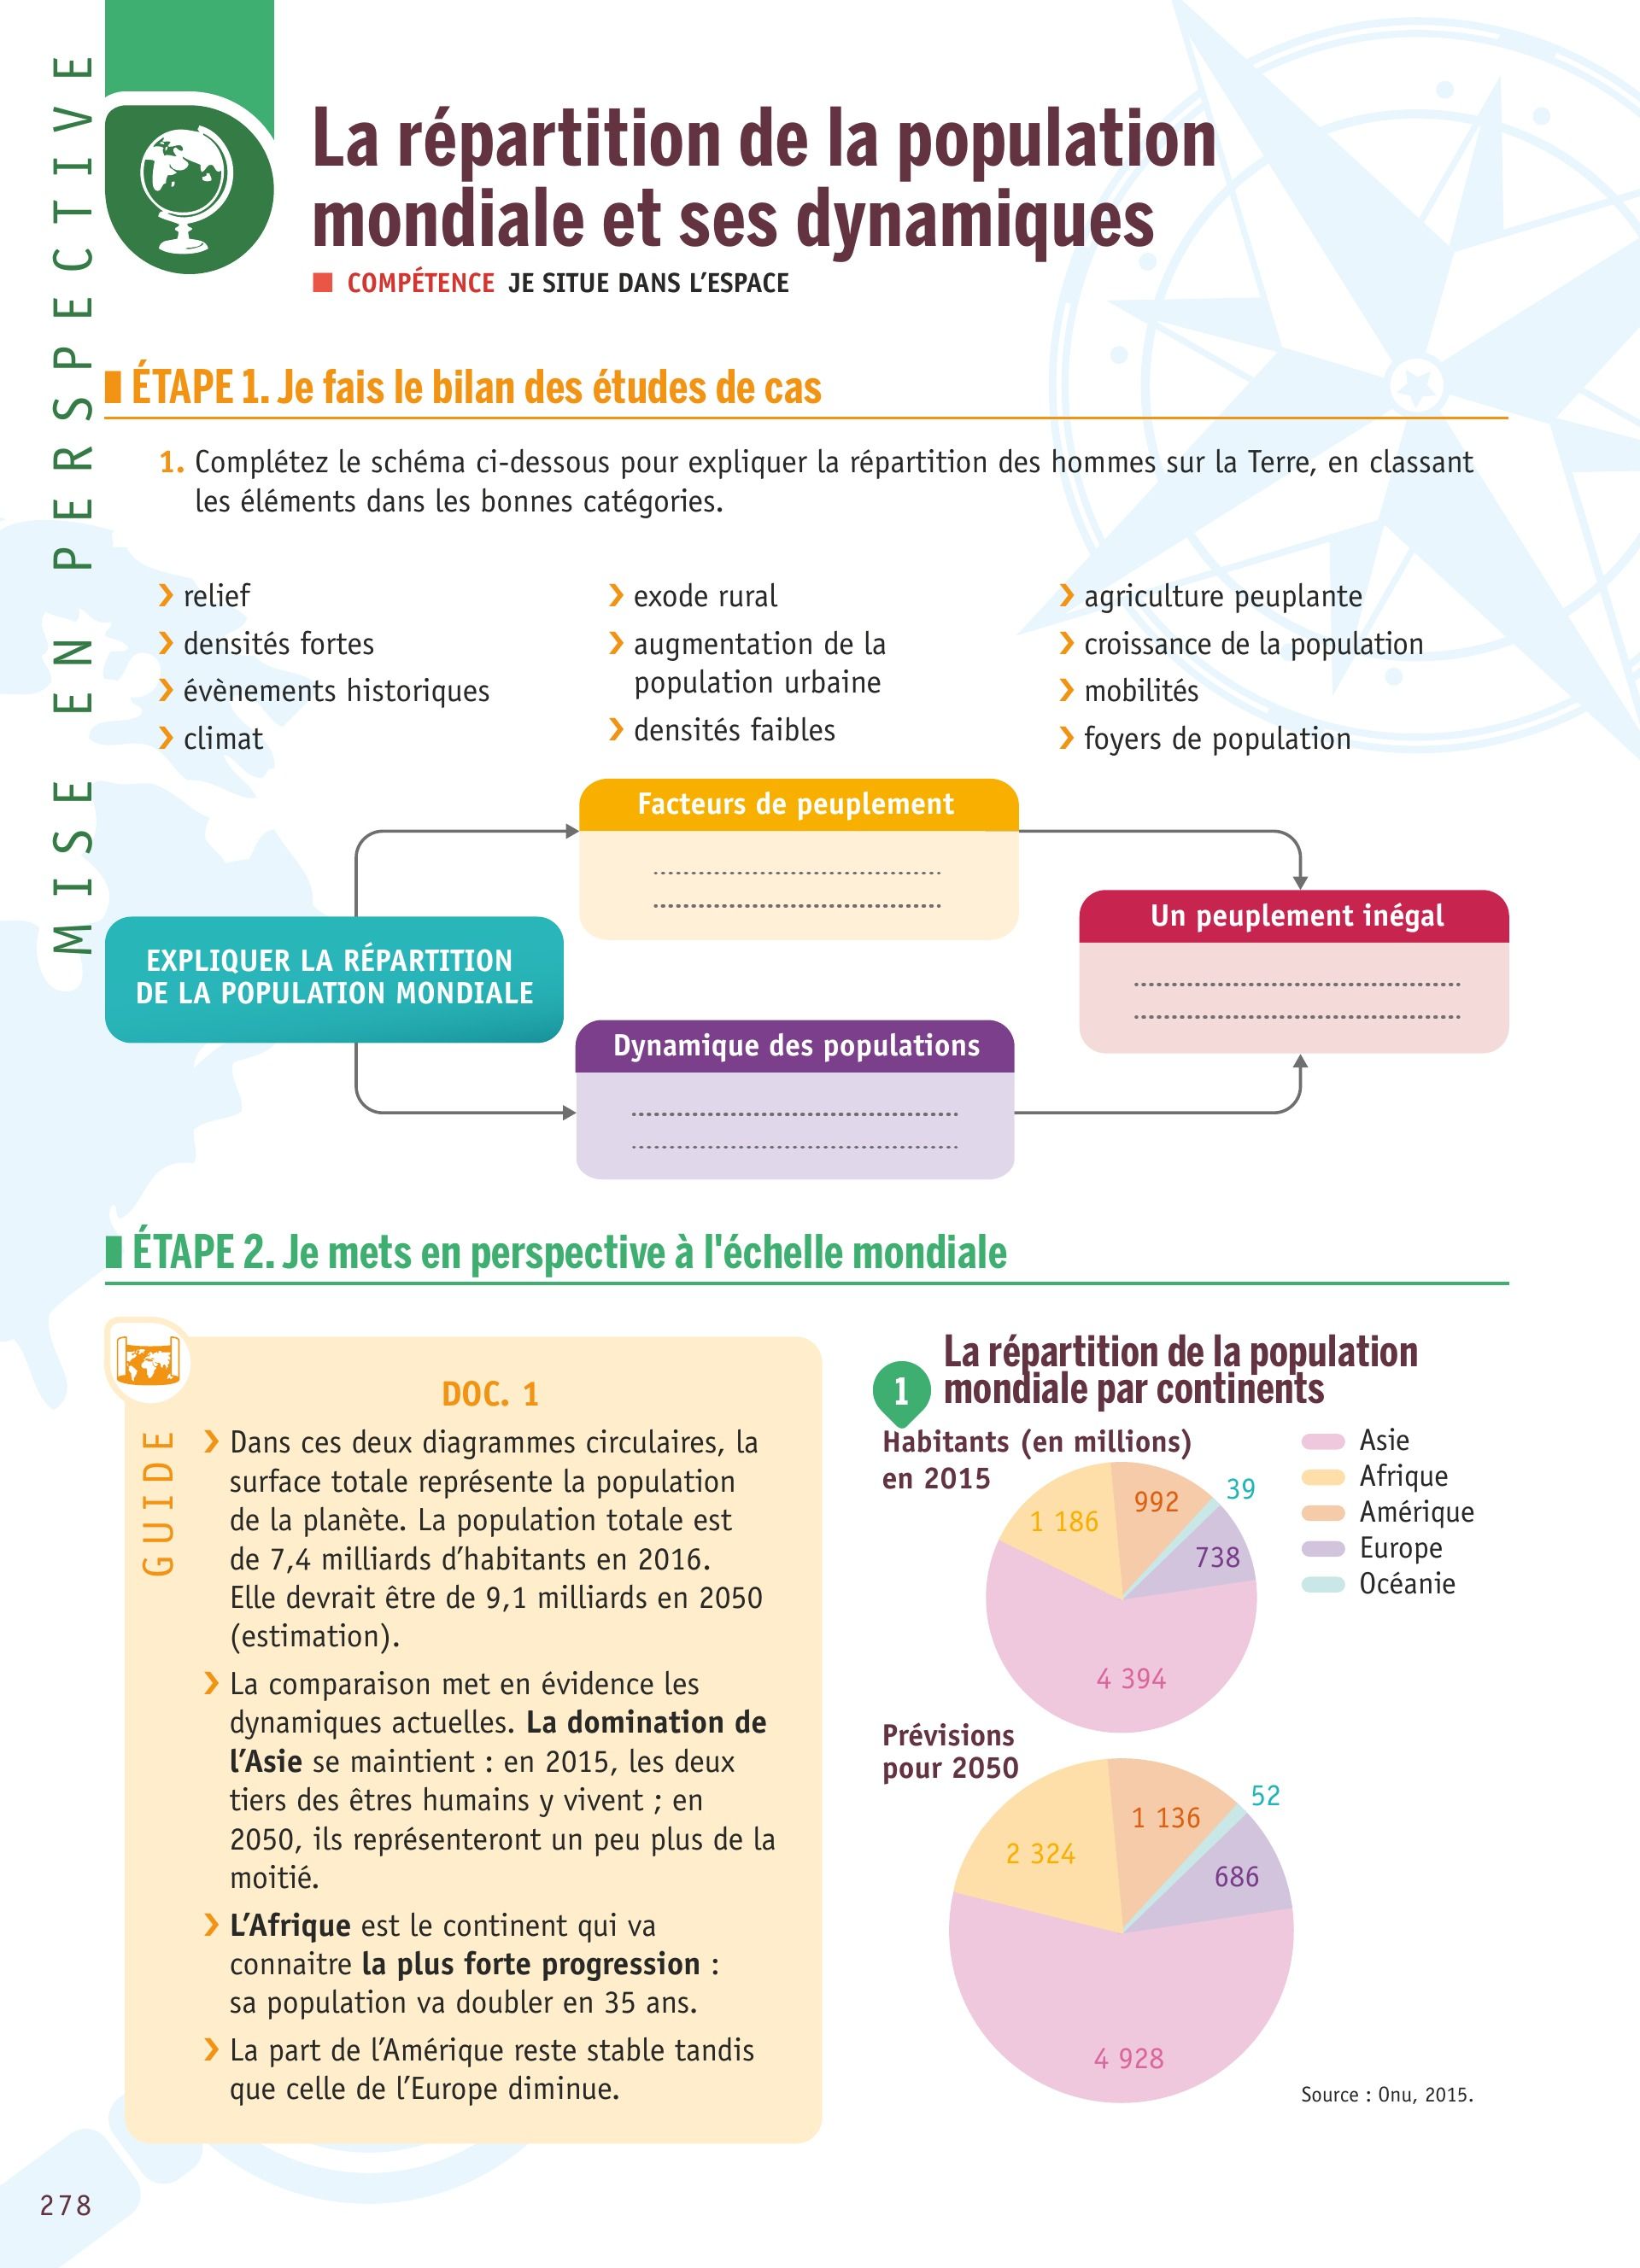 MISE EN PERSPECTIVE
La répartition de la population
mondiale et ses dynamiques
COMPÉTENCE JE SITUE DANS L’ESPACE
ÉTAPE 1. Je fais le bilan des études de cas
1. Complétez le schéma ci-dessous pour expliquer la répartition des hommes sur la Terre, en classant
les éléments dans les bonnes catégories.
relief
densités fortes
évènements historiques
climat
exode rural
augmentation de la
population urbaine
densités faibles
agriculture peuplante
croissance de la population
mobilités
foyers de population
Facteurs de peuplement
EXPLIQUER LA RÉPARTITION
DE LA POPULATION MONDIALE
Un peuplement inégal
Dynamique des populations
ÉTAPE 2. Je mets en perspective à l'échelle mondiale
GUIDE
DOC. 1
Dans ces deux diagrammes circulaires, la
surface totale représente la population
de la planète. La population totale est
de 7,4 milliards d’habitants en 2016.
Elle devrait être de 9,1 milliards en 2050
(estimation).
La comparaison met en évidence les
dynamiques actuelles. La domination de
l’Asie se maintient : en 2015, les deux
tiers des êtres humains y vivent ; en
2050, ils représenteront un peu plus de la
moitié.
L’Afrique est le continent qui va
connaitre la plus forte progression :
sa population va doubler en 35 ans.
La part de l’Amérique reste stable tandis
que celle de l’Europe diminue.
1
La répartition de la population
mondiale par continents
Habitants (en millions)
en 2015
1 186
992
39
738
4 394
Asie
Afrique
Amérique
Europe
Océanie
Prévisions
pour 2050
2 324
1 136
52
686
4 928
Source : Onu, 2015.
278